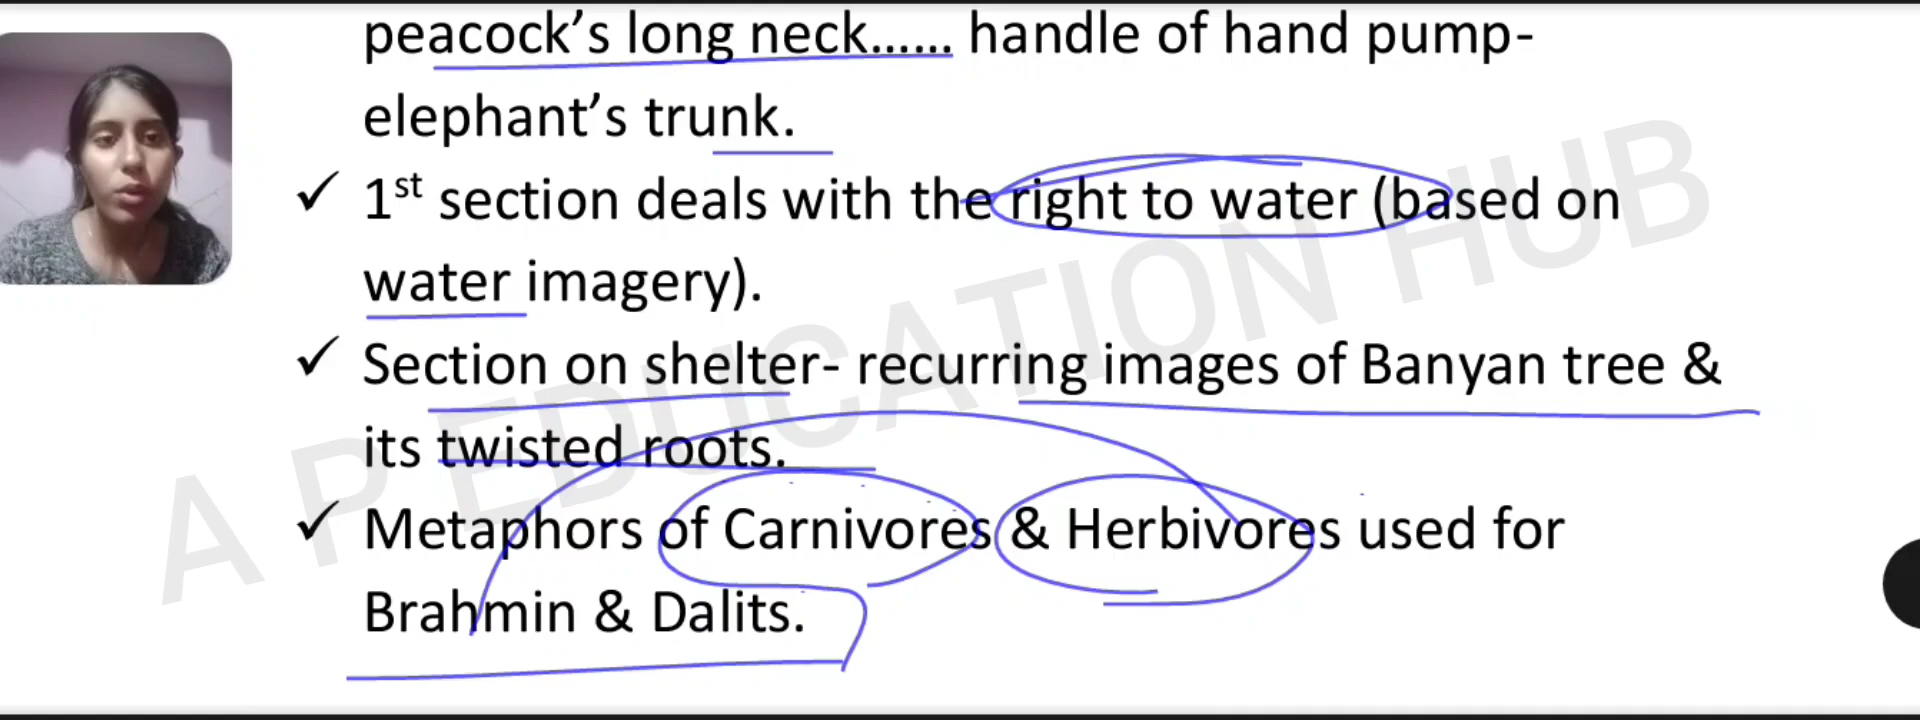 peacock’s long neck...... handle of hand pump-
elephant’s trunk.
✓ 1st section deals with the right to water (based on
water imagery).
✓ Section on shelter- recurring images of Banyan tree &
its twisted roots.
✓ Metaphors of Carnivores & Herbivores used for
Brahmin & Dalits.
A P EDUCATION HUB